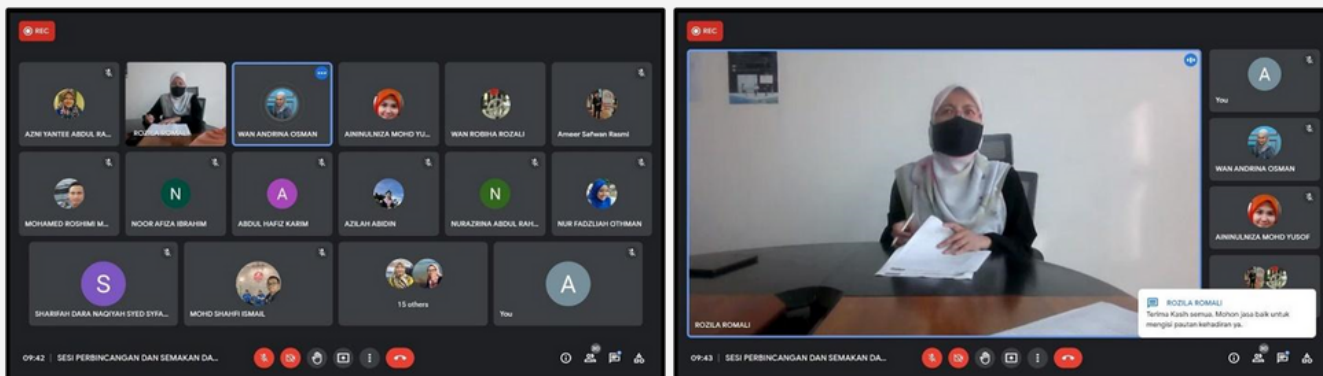 REC
AZNI YANTEE ABDUL RA...
ROZILA ROMALI
WAN ANDRINA OSMAN
AININULNIZA MOHD YU...
WAN ROBIHA ROZALI
Ameer Safwan Rasmi
MOHAMED ROSHIMI M...
N
NOOR AFIZA IBRAHIM
A
ABDUL HAFIZ KARIM
AZILAH ABIDIN
N
NURAZRINA ABDUL RAH...
NUR FADZLIAH OTHMAN
S
SHARIFAH DARA NAQIYAH SYED SYFA...
MOHD SHAHFI ISMAIL
15 others
A
You
09:42 | SESI PERBINCANGAN DAN SEMAKAN DA...
30
REC
ROZILA ROMALI
A
You
WAN ANDRINA OSMAN
AININULNIZA MOHD YUSOF
ROZILA ROMALI
Terima Kasih semua. Mohon jasa baik untuk
mengisi pautan kehadiran ya.
09:43 | SESI PERBINCANGAN DAN SEMAKAN DA...
30